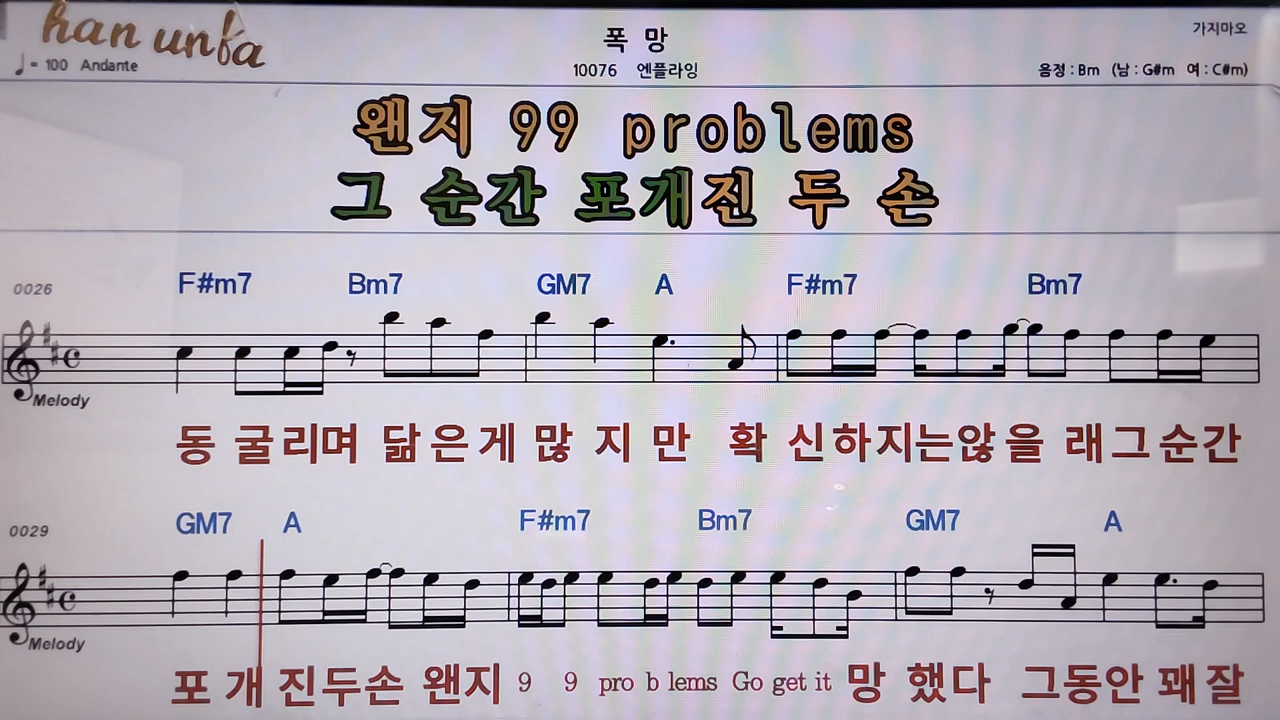 han unba
♩= 100 Andante
폭 망
10076 엔플라잉
가지마오
음정 : Bm (남 : G#m 여 : C#m)
왠지 99 problems
그 순간 포개진 두 손
0026 F#m7 Bm7 GM7 A F#m7 Bm7
Melody
동 굴리며 닮은게 많 지 만 확 신하지는않을 래그순간
0029 GM7 A F#m7 Bm7 GM7 A
Melody
포 개 진두손 왠지 9 9 pro b lems Go get it 망 했다 그동안 꽤 잘